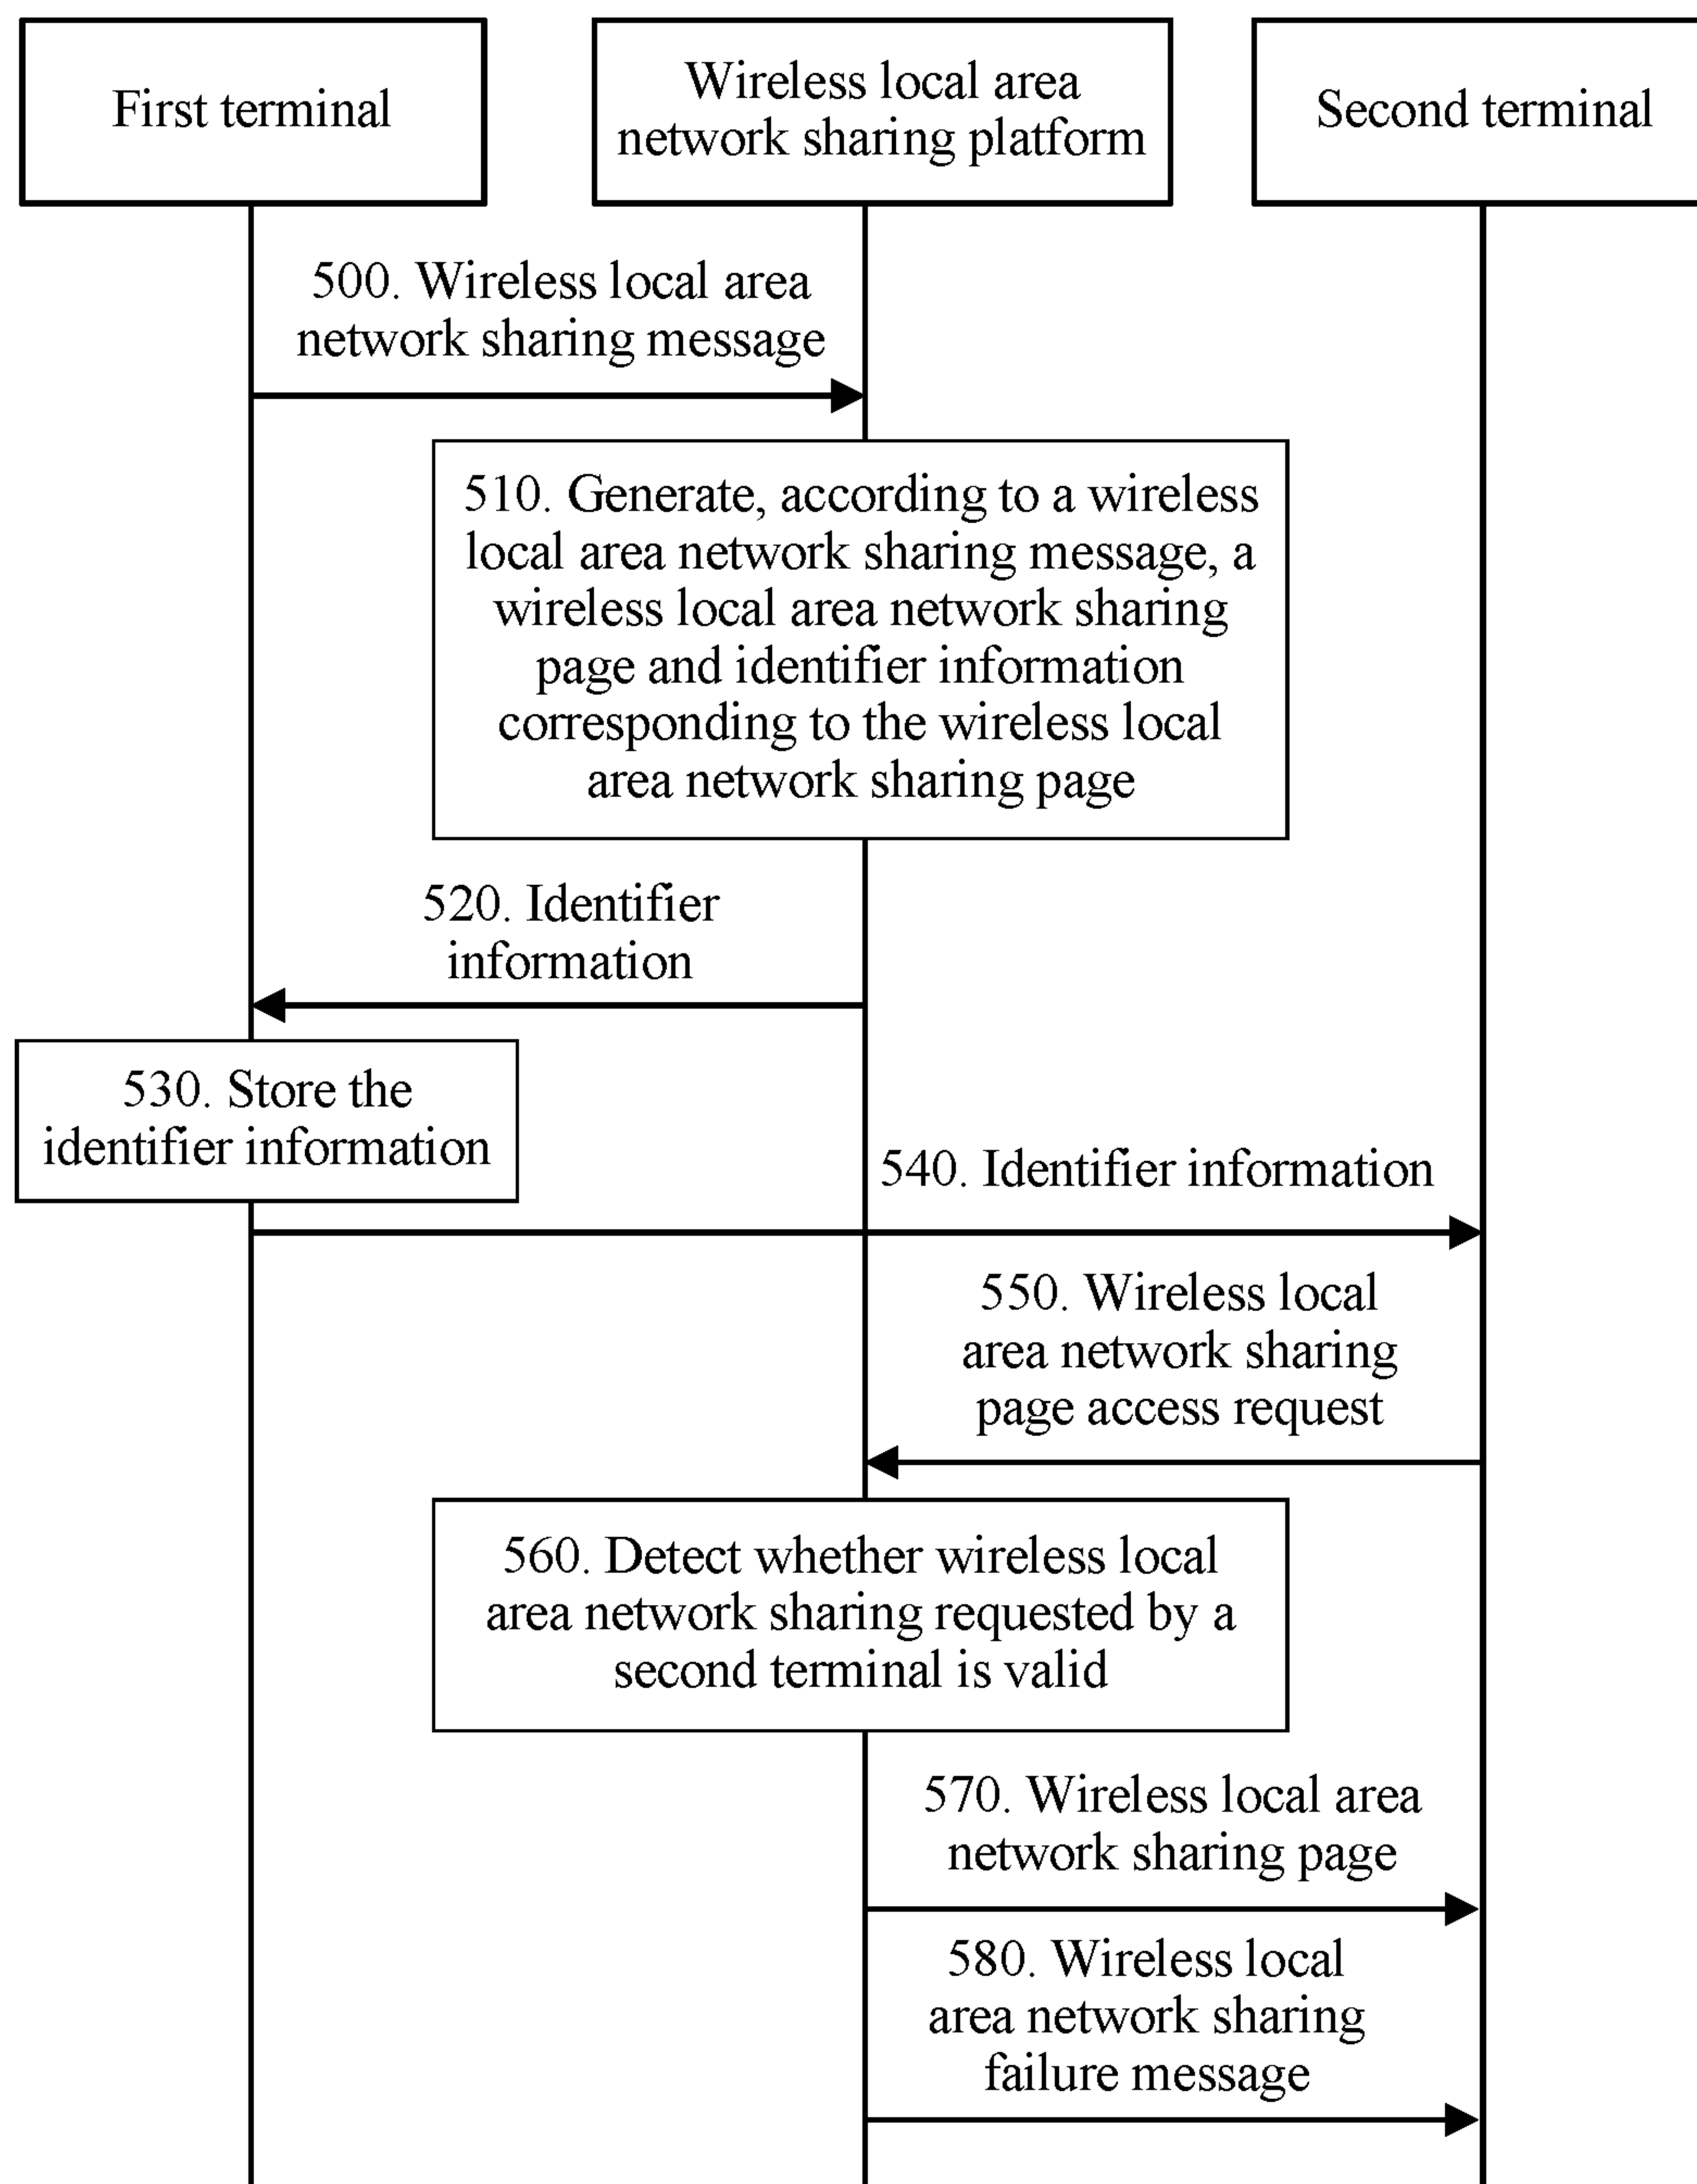 First terminal
Wireless local area
network sharing platform
Second terminal
500. Wireless local area
network sharing message
510. Generate, according to a wireless
local area network sharing message, a
wireless local area network sharing
page and identifier information
corresponding to the wireless local
area network sharing page
520. Identifier
information
530. Store the
identifier information
540. Identifier information
550. Wireless local
area network sharing
page access request
560. Detect whether wireless local
area network sharing requested by a
second terminal is valid
570. Wireless local area
network sharing page
580. Wireless local
area network sharing
failure message